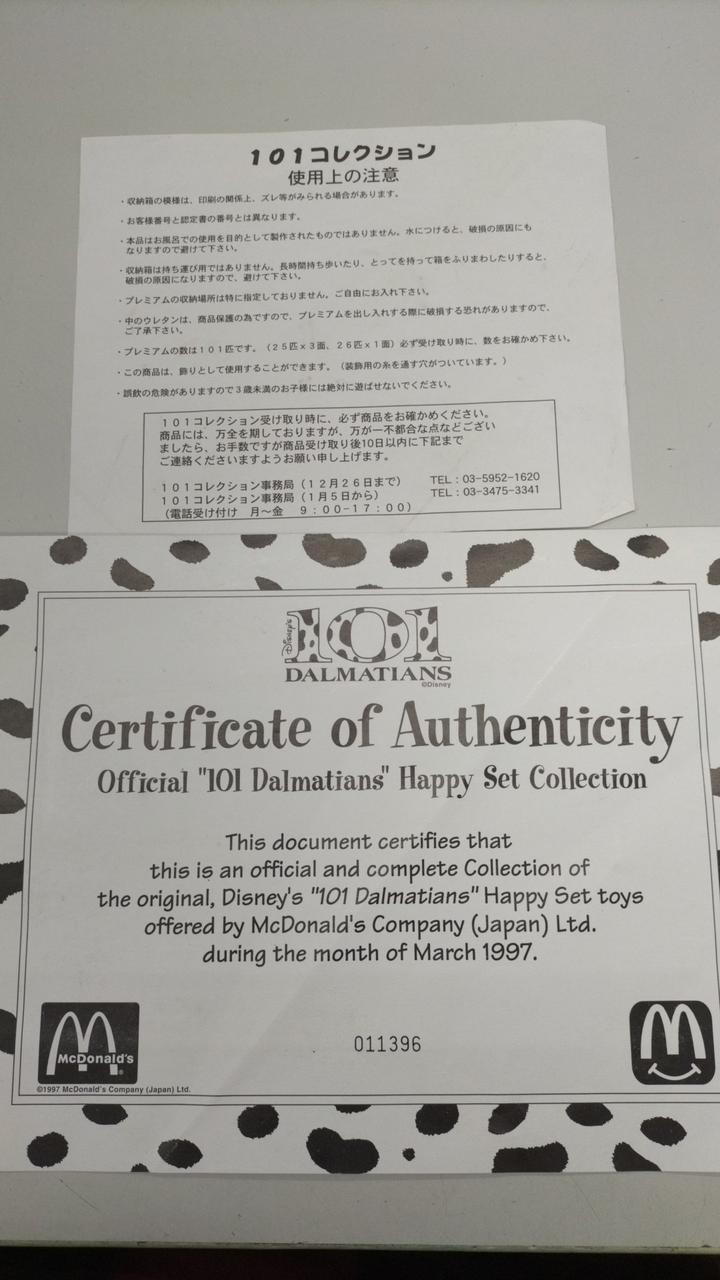 101コレクション
使用上の注意
・収納箱の模様は、印刷の関係上、ズレ等がみられる場合があります。
・お客様番号と認定書の番号とは異なります。
・本品はお風呂での使用を目的として製作されたものではありません。水につけると、破損の原因にも
なりますので避けて下さい。
・収納箱は持ち運び用ではありません。長時間持ち歩いたり、とってを持って箱をふりまわしたりすると、
破損の原因になりますので、避けて下さい。
・プレミアムの収納場所は特に指定しておりません。ご自由にお入れ下さい。
・中のウレタンは、商品保護の為ですので、プレミアムを出し入れする際に破損する恐れがありますので、
ご了承下さい。
・プレミアムの数は101匹です。（25匹×3面、26匹×1面）必ず受け取り時に、数をお確かめ下さい。
・この商品は、飾りとして使用することができます。（装飾用の糸を通す穴がついています。）
・誤飲の危険がありますので3歳未満のお子様には絶対に遊ばせないでください。
101コレクション受け取り時に、必ず商品をお確かめください。
商品には、万全を期しておりますが、万が一不都合な点などござい
ましたら、お手数ですが商品受け取り後10日以内に下記まで
ご連絡くださいますようお願い申し上げます。
101コレクション事務局（12月26日まで） TEL：03-5952-1620
101コレクション事務局（1月5日から） TEL：03-3475-3341
（電話受け付け 月〜金 9：00-17：00）
Disney's
101
DALMATIANS
©Disney
Certificate of Authenticity
Official "101 Dalmatians" Happy Set Collection
This document certifies that
this is an official and complete Collection of
the original, Disney's "101 Dalmatians" Happy Set toys
offered by McDonald's Company (Japan) Ltd.
during the month of March 1997.
McDonald's
®
011396
©1997 McDonald's Company (Japan) Ltd.